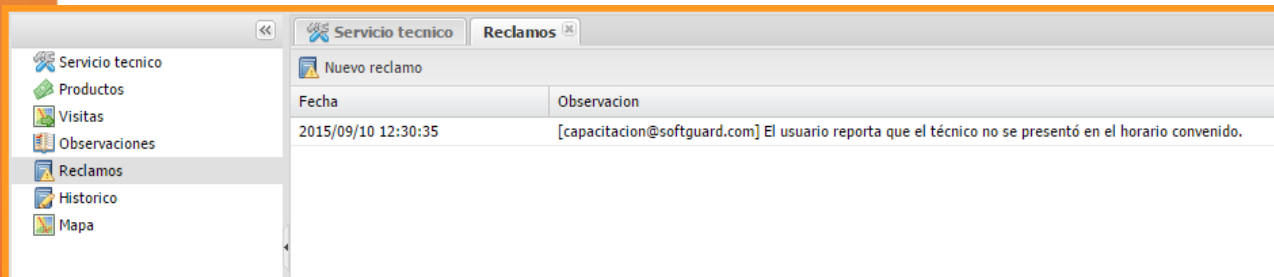 Servicio tecnico
Productos
Visitas
Observaciones
Reclamos
Historico
Mapa
Servicio tecnico Reclamos
Nuevo reclamo
Fecha Observacion
2015/09/10 12:30:35 [capacitacion@softguard.com] El usuario reporta que el técnico no se presentó en el horario convenido.